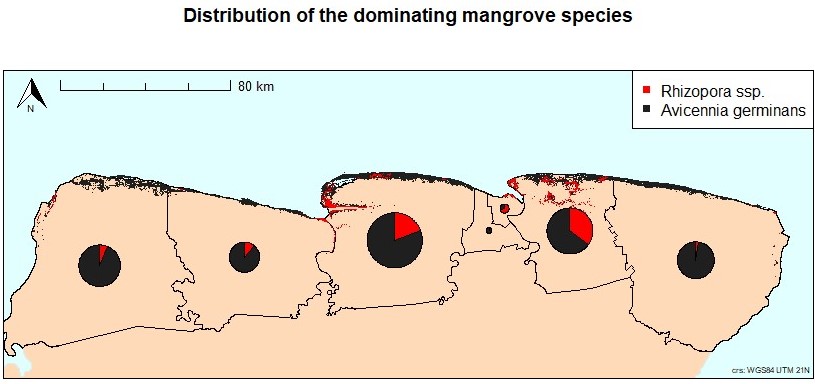 Distribution of the dominating mangrove species
N
80 km
Rhizopora ssp.
Avicennia germinans
crs: WGS84 UTM 21N